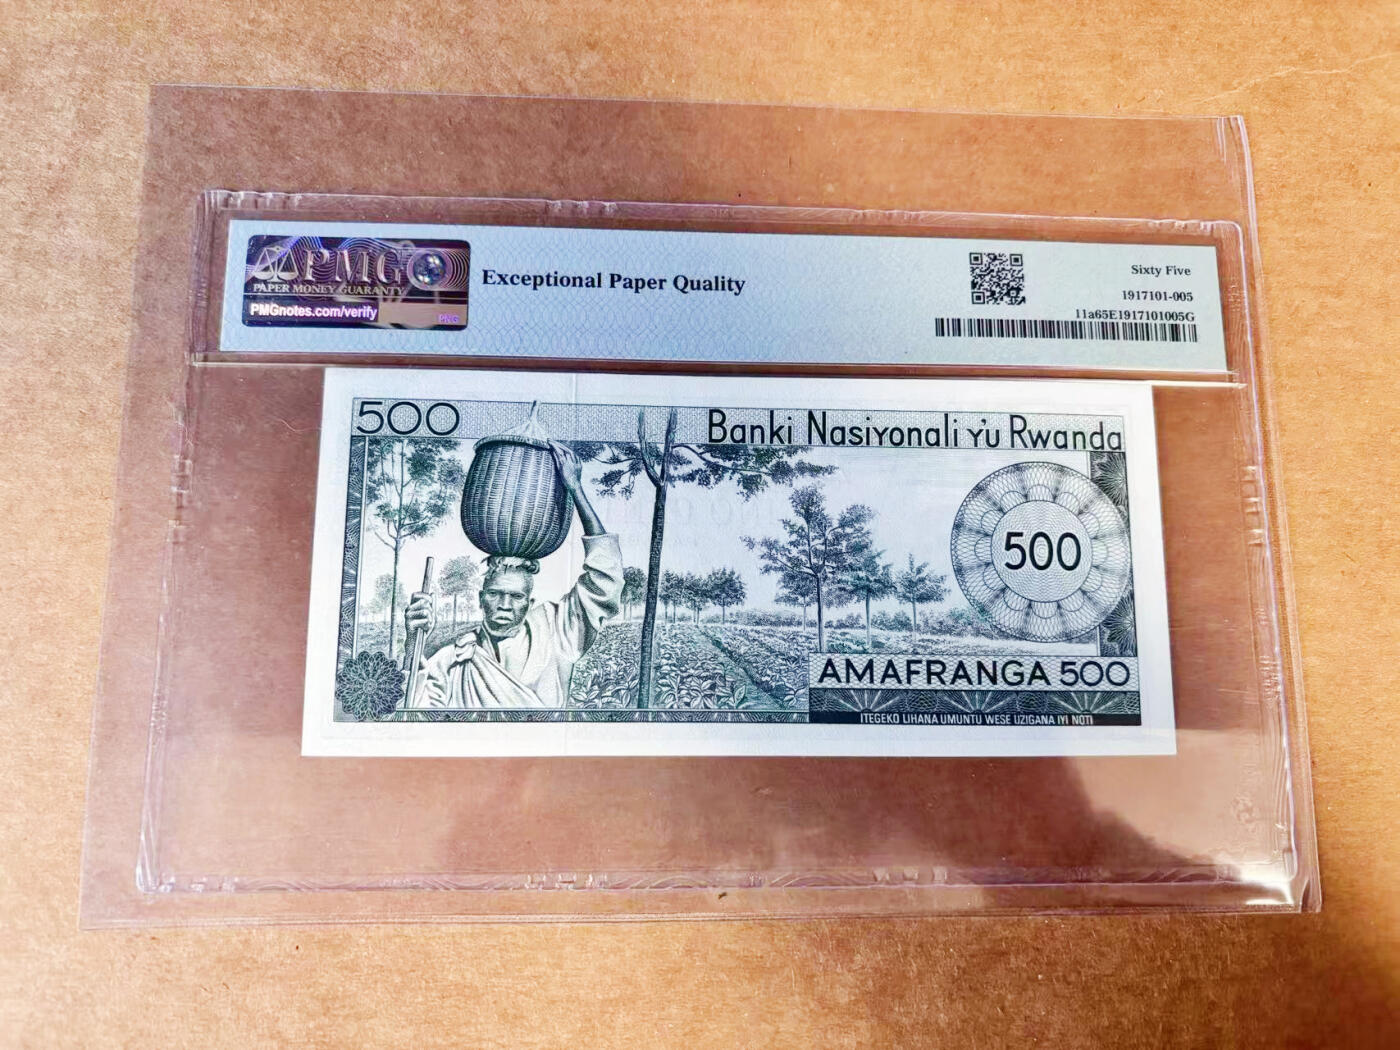 PMG
PAPER MONEY GUARANTY
PMGnotes.com/verify
Exceptional Paper Quality
Sixty Five
1917101-005
11a65E1917101005G
500
Banki Nasiyonali y'u Rwanda
500
AMAFRANGA 500
ITEGEKO LIHANA UMUNTU WESE UZIGANA IYI NOTI